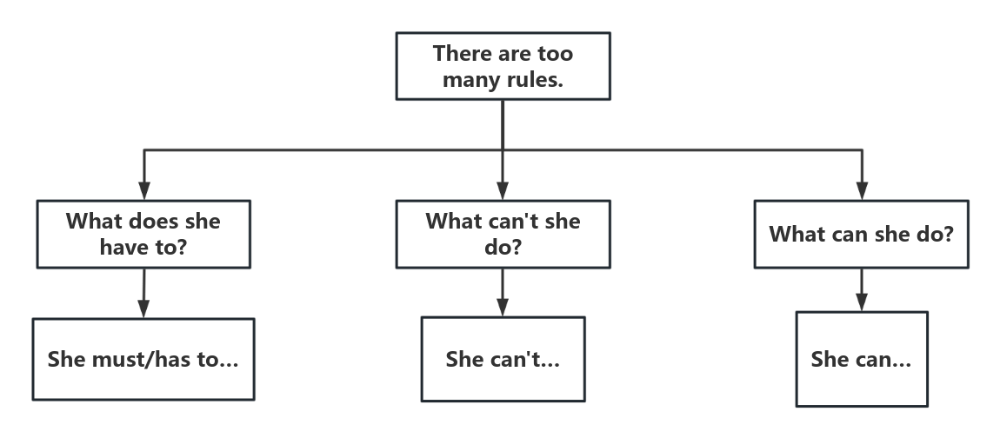 There are too
many rules.
What does she
have to?
What can't she
do?
What can she do?
She must/has to...
She can't...
She can...